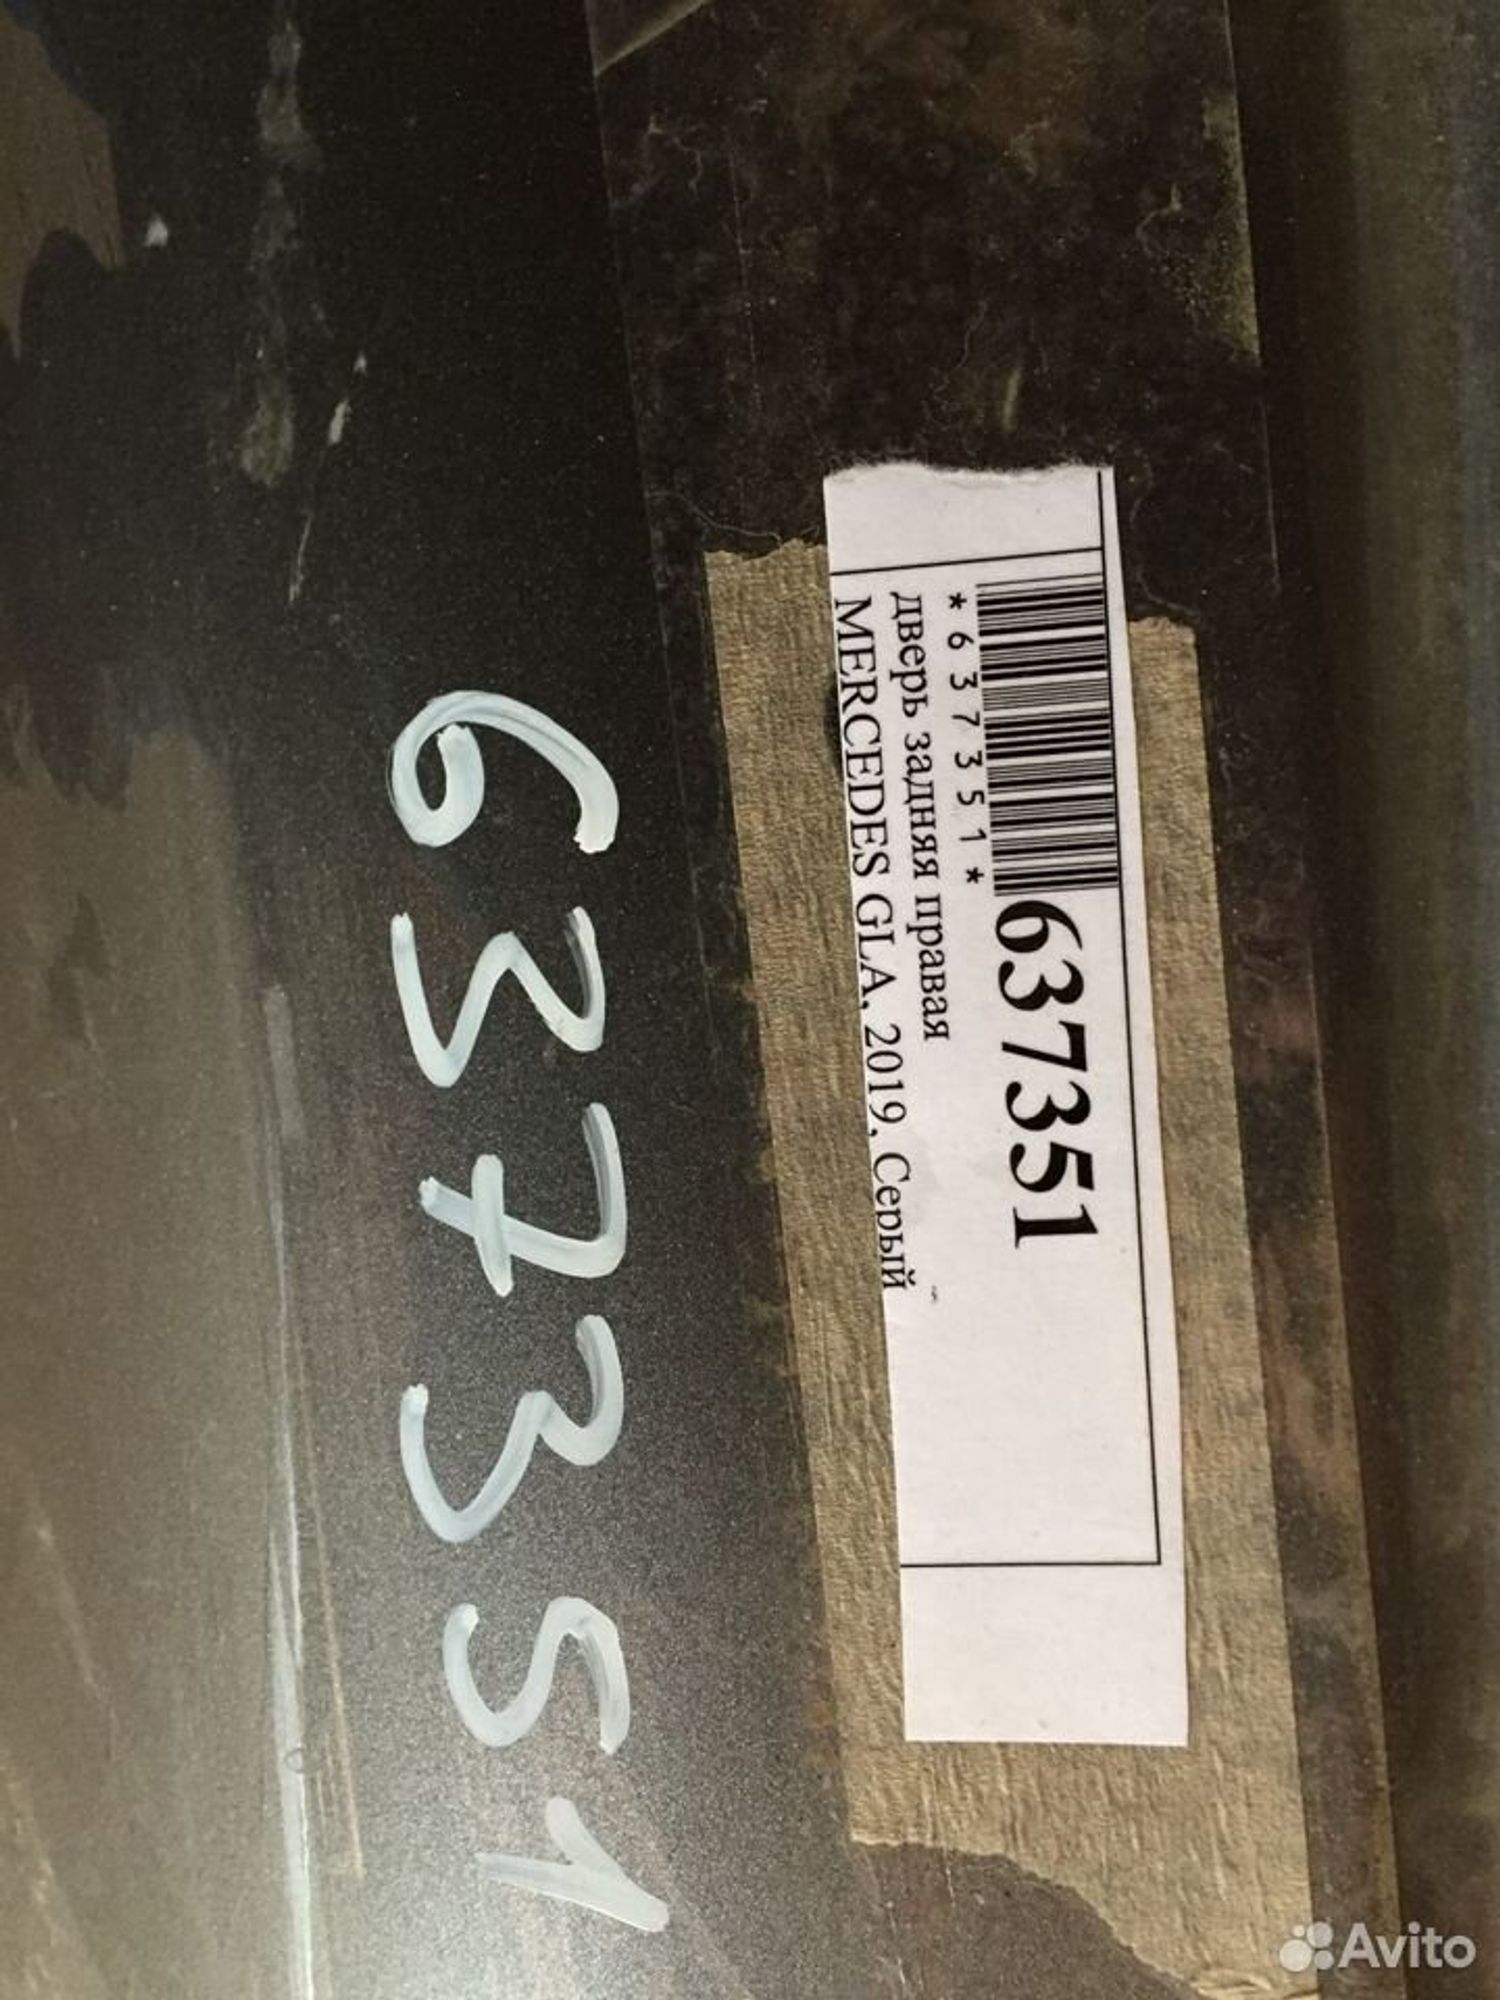 637351
*637351*
дверь задняя правая
MERCEDES GLA, 2019, Серый
637351
Avito